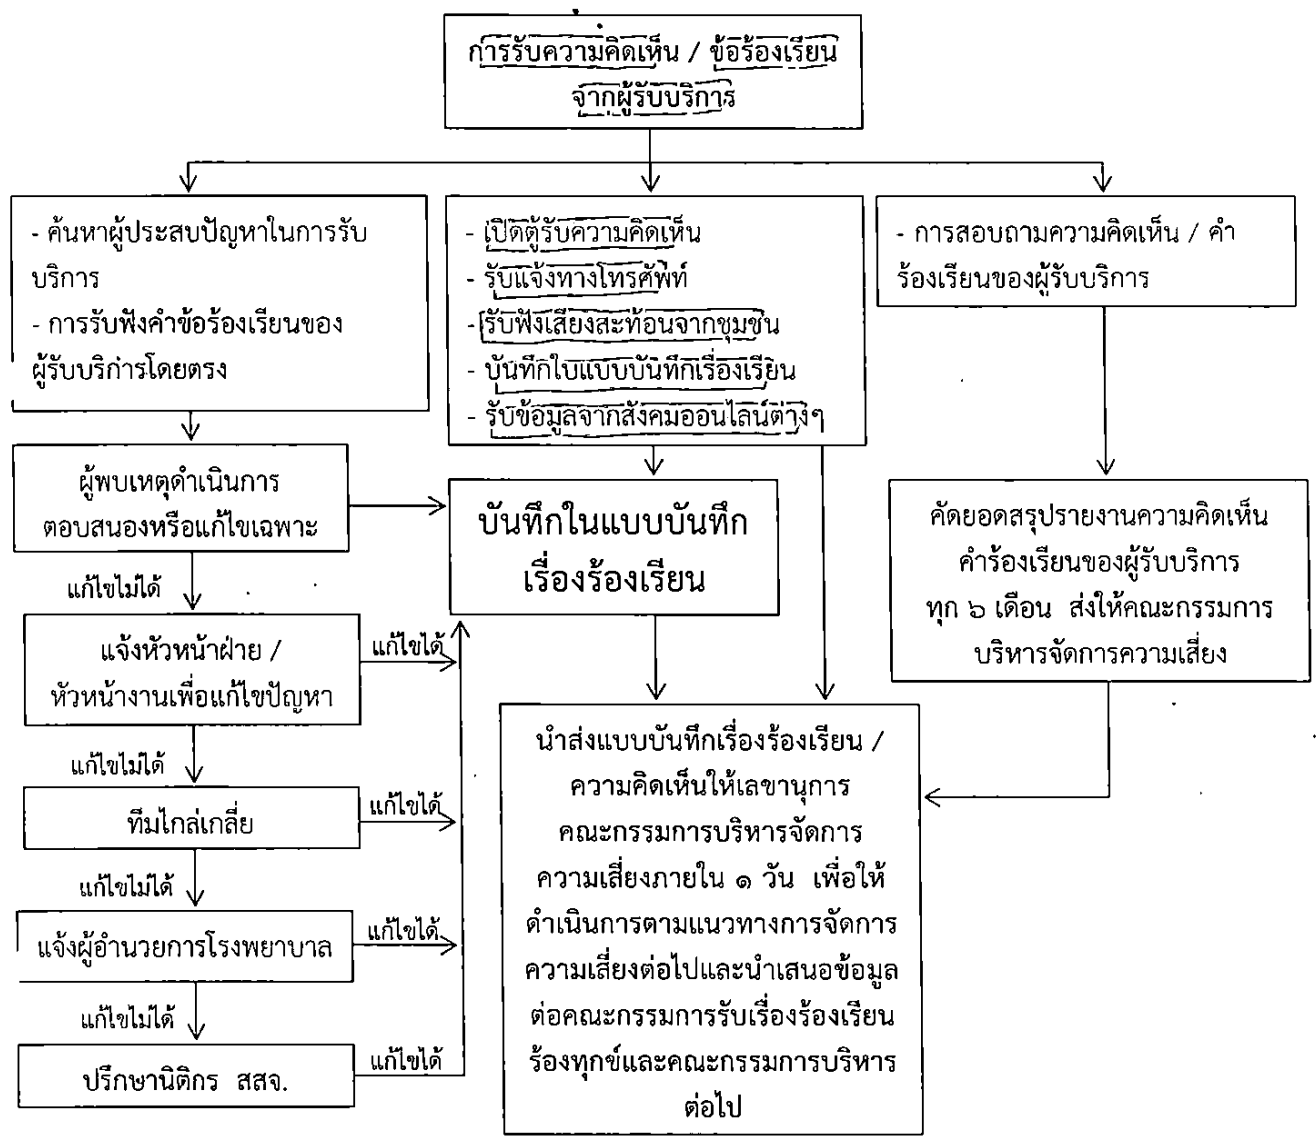 การรับความคิดเห็น / ข้อร้องเรียน
จากผู้รับบริการ
- ค้นหาผู้ประสบปัญหาในการรับ
บริการ
- การรับฟังคำข้อร้องเรียนของ
ผู้รับบริการโดยตรง
- เปิดตู้รับความคิดเห็น
- รับแจ้งทางโทรศัพท์
- รับฟังเสียงสะท้อนจากชุมชน
- บันทึกใบแบบบันทึกเรื่องเรียน
- รับข้อมูลจากสังคมออนไลน์ต่างๆ
- การสอบถามความคิดเห็น / คำ
ร้องเรียนของผู้รับบริการ
ผู้พบเหตุดำเนินการ
ตอบสนองหรือแก้ไขเฉพาะ
บันทึกในแบบบันทึก
เรื่องร้องเรียน
คัดยอดสรุปรายงานความคิดเห็น
คำร้องเรียนของผู้รับบริการ
ทุก ๖ เดือน ส่งให้คณะกรรมการ
บริหารจัดการความเสี่ยง
แก้ไขไม่ได้
แจ้งหัวหน้าฝ่าย /
หัวหน้างานเพื่อแก้ไขปัญหา
แก้ไขได้
แก้ไขไม่ได้
ทีมไกล่เกลี่ย
แก้ไขได้
แก้ไขไม่ได้
แจ้งผู้อำนวยการโรงพยาบาล
แก้ไขได้
แก้ไขไม่ได้
ปรึกษานิติกร สสจ.
แก้ไขได้
นำส่งแบบบันทึกเรื่องร้องเรียน /
ความคิดเห็นให้เลขานุการ
คณะกรรมการบริหารจัดการ
ความเสี่ยงภายใน ๑ วัน เพื่อให้
ดำเนินการตามแนวทางการจัดการ
ความเสี่ยงต่อไปและนำเสนอข้อมูล
ต่อคณะกรรมการรับเรื่องร้องเรียน
ร้องทุกข์และคณะกรรมการบริหาร
ต่อไป